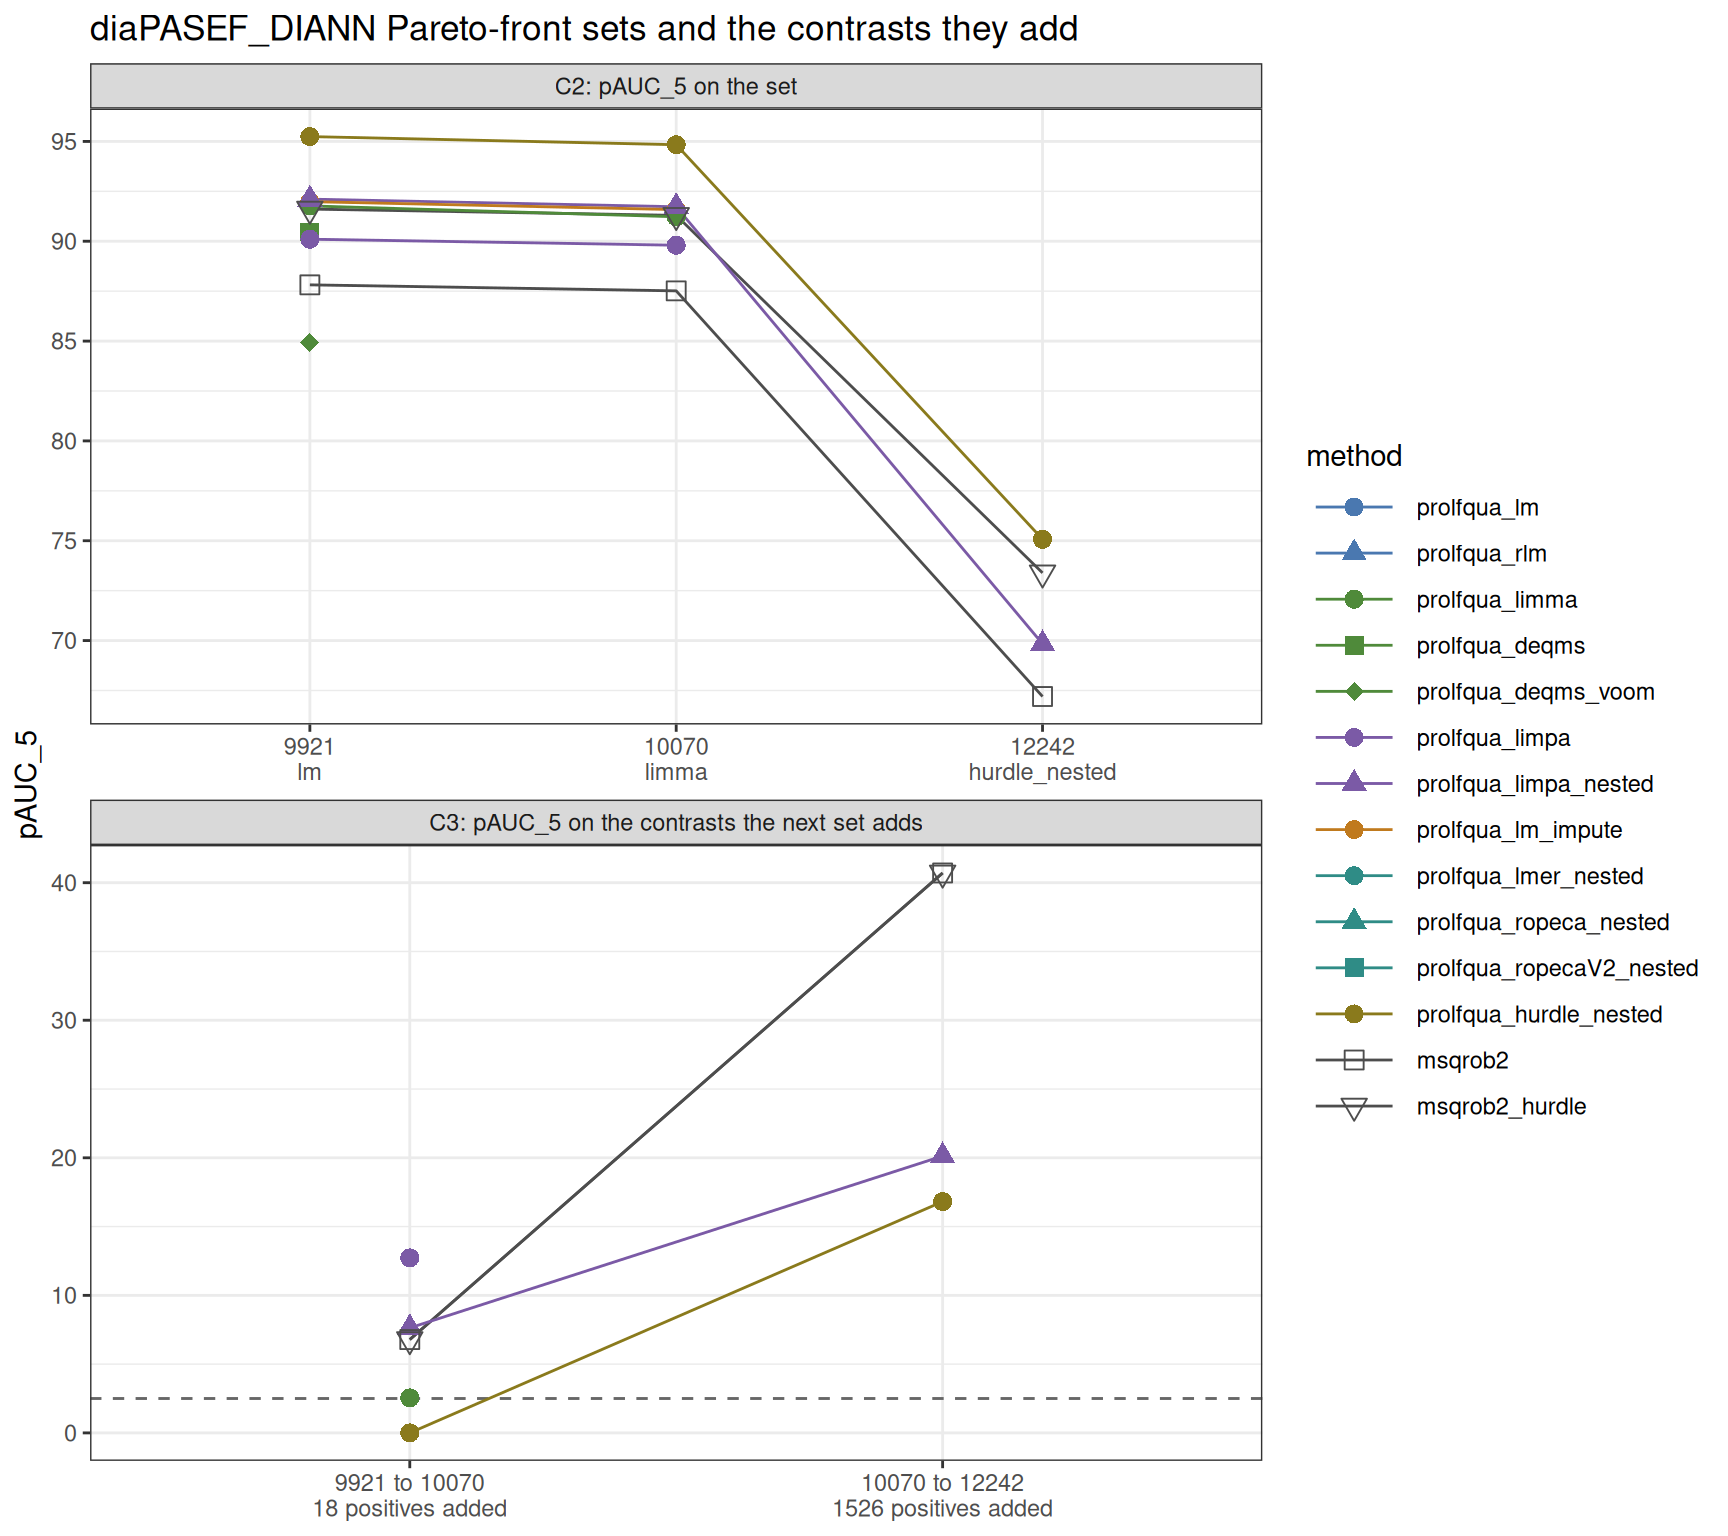 diaPASEF_DIANN Pareto-front sets and the contrasts they add
C2: pAUC_5 on the set
95
90
85
80
75
70
9921
lm
10070
limma
12242
hurdle_nested
pAUC_5
C3: pAUC_5 on the contrasts the next set adds
40
30
20
10
0
9921 to 10070
18 positives added
10070 to 12242
1526 positives added
method
prolfqua_lm
prolfqua_rlm
prolfqua_limma
prolfqua_deqms
prolfqua_deqms_voom
prolfqua_limpa
prolfqua_limpa_nested
prolfqua_lm_impute
prolfqua_lmer_nested
prolfqua_ropeca_nested
prolfqua_ropecaV2_nested
prolfqua_hurdle_nested
msqrob2
msqrob2_hurdle